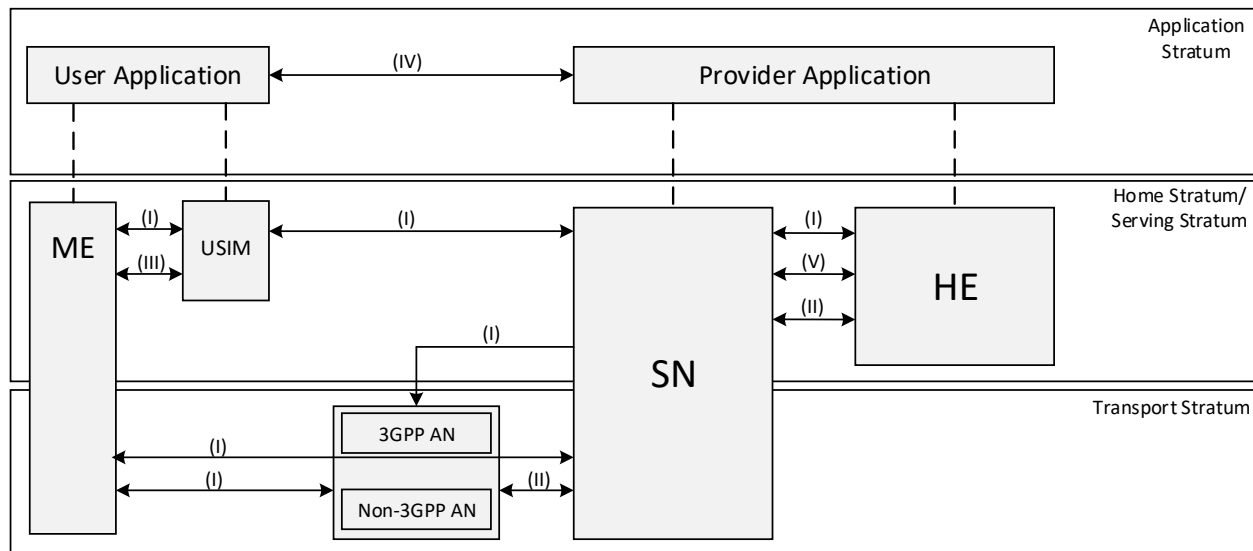 Application
Stratum
User Application
(IV)
Provider Application
Home Stratum/
Serving Stratum
ME
(I)
(III)
USIM
(I)
(I)
(V)
(II)
HE
(I)
SN
Transport Stratum
3GPP AN
(I)
(I)
(II)
Non-3GPP AN